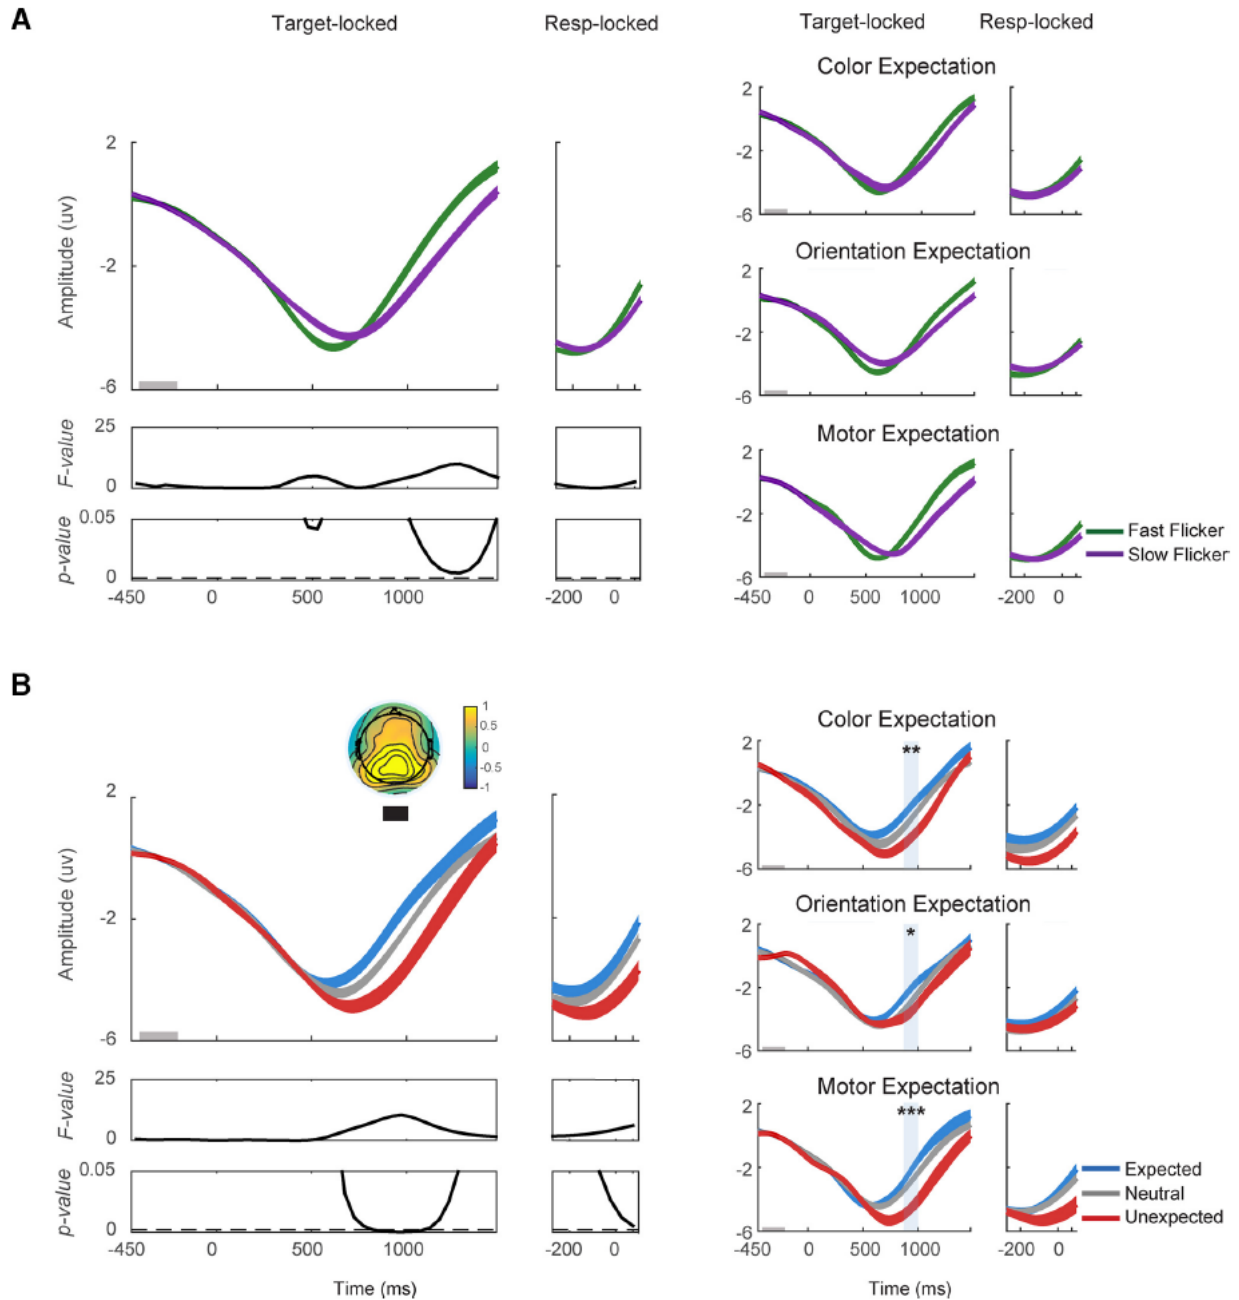 A
Target-locked
Resp-locked
2
-2
-6
Amplitude (uv)
25
0
F-value
0.05
0
p-value
-450
0
500
1000
-200
0
Target-locked
Resp-locked
Color Expectation
2
-2
-6
Orientation Expectation
2
-2
-6
Motor Expectation
2
-2
-6
-450
0
500
1000
-200
0
Fast Flicker
Slow Flicker
B
1
0.5
0
-0.5
-1
2
-2
-6
Amplitude (uv)
25
0
F-value
0.05
0
p-value
-450
0
500
1000
-200
0
Time (ms)
Color Expectation
2
-2
-6
**
Orientation Expectation
2
-2
-6
*
Motor Expectation
2
-2
-6
***
-450
0
500
1000
-200
0
Time (ms)
Expected
Neutral
Unexpected